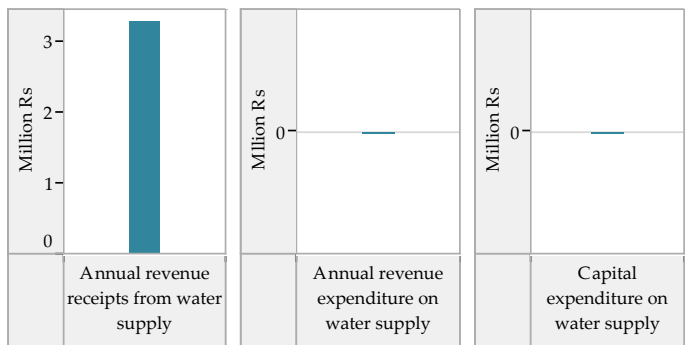 Million Rs
3
2
1
0
Annual revenue
receipts from water
supply
Mllion Rs
0
Annual revenue
expenditure on
water supply
Million Rs
0
Capital
expenditure on
water supply